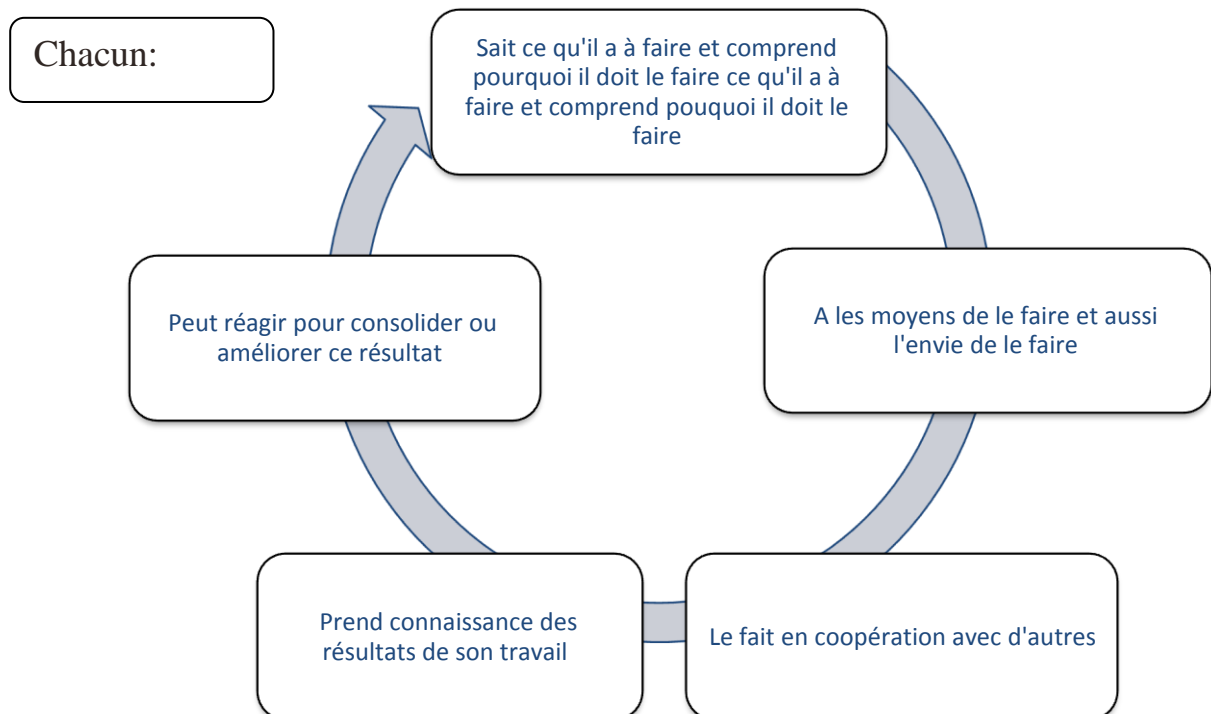 Chacun:
Sait ce qu'il a à faire et comprend
pourquoi il doit le faire ce qu'il a à
faire et comprend pouquoi il doit le
faire
A les moyens de le faire et aussi
l'envie de le faire
Le fait en coopération avec d'autres
Prend connaissance des
résultats de son travail
Peut réagir pour consolider ou
améliorer ce résultat